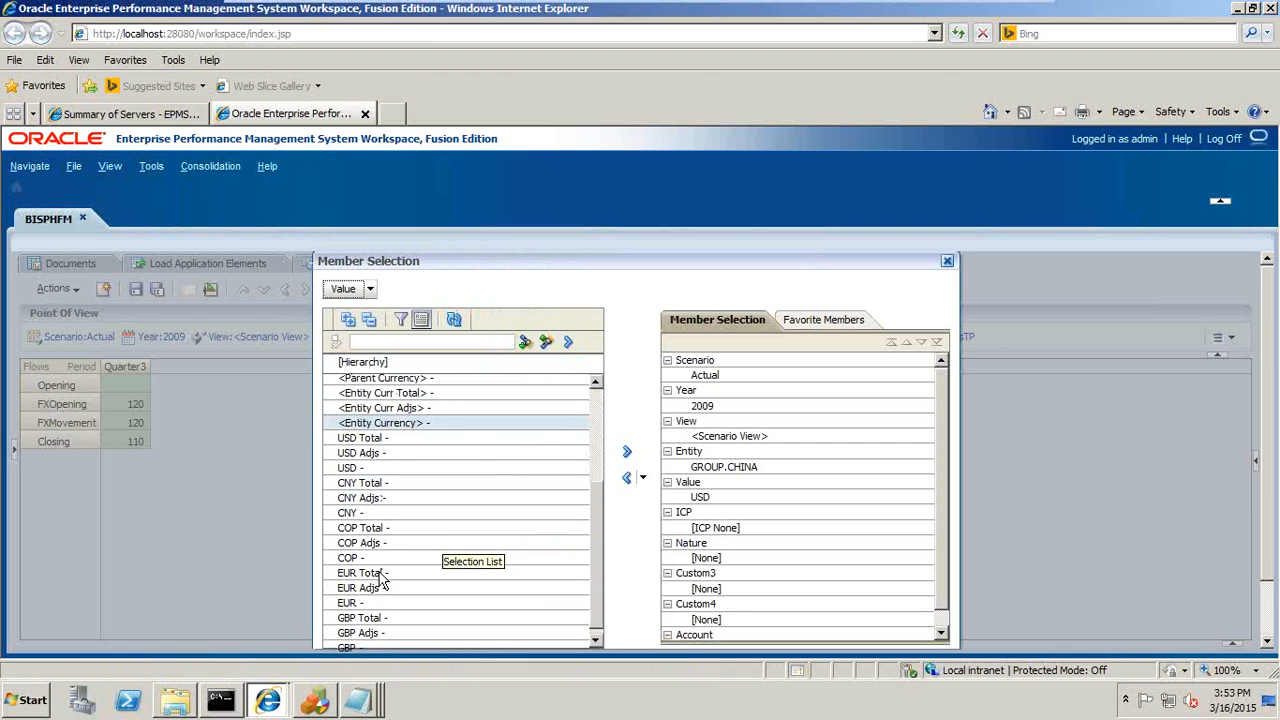 Oracle Enterprise Performance Management System Workspace, Fusion Edition - Windows Internet Explorer
http://localhost:28080/workspace/index.jsp
Bing
File Edit View Favorites Tools Help
Favorites Suggested Sites Web Slice Gallery
Summary of Servers - EPMS... Oracle Enterprise Perfor... Page Safety Tools
ORACLE Enterprise Performance Management System Workspace, Fusion Edition Logged in as admin Help Log Off
Navigate File View Tools Consolidation Help
BISPHFM
Documents Load Application Elements
Actions
Point Of View
Scenario:Actual Year:2009 View:<Scenario View>
Flows Period Quarter3
Opening
FXOpening 120
FXMovement 120
Closing 110
Member Selection
Value
[Hierarchy]
<Parent Currency> -
<Entity Curr Total> -
<Entity Curr Adjs> -
<Entity Currency> -
USD Total -
USD Adjs -
USD -
CNY Total -
CNY Adjs -
CNY -
COP Total -
COP Adjs -
COP -
EUR Total -
EUR Adjs -
EUR -
GBP Total -
GBP Adjs -
GBP -
Selection List
Member Selection Favorite Members
Scenario
Actual
Year
2009
View
<Scenario View>
Entity
GROUP.CHINA
Value
USD
ICP
[ICP None]
Nature
[None]
Custom3
[None]
Custom4
[None]
Account
Local intranet | Protected Mode: Off 100%
Start
3:53 PM
3/16/2015